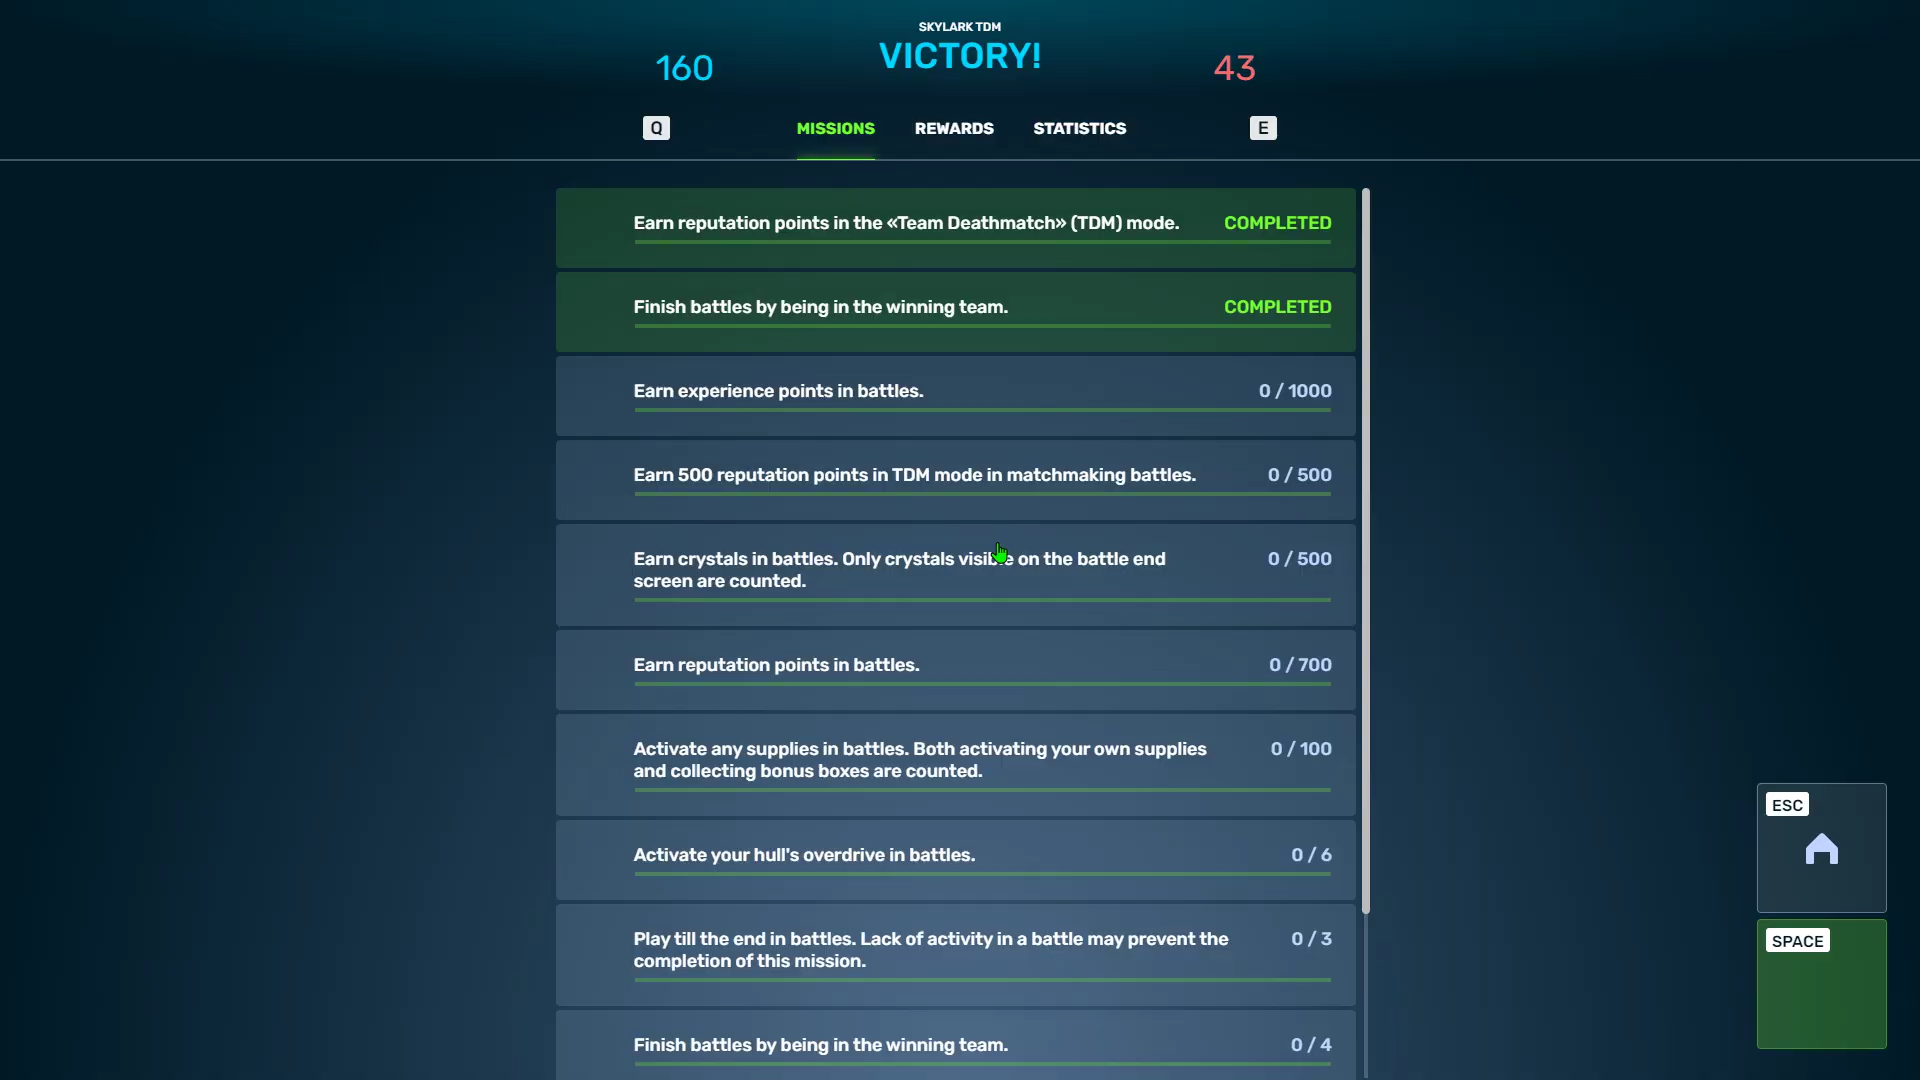 SKYLARK TDM
160
VICTORY!
43
Q
MISSIONS
REWARDS
STATISTICS
E
Earn reputation points in the «Team Deathmatch» (TDM) mode.
COMPLETED
Finish battles by being in the winning team.
COMPLETED
Earn experience points in battles.
0 / 1000
Earn 500 reputation points in TDM mode in matchmaking battles.
0 / 500
Earn crystals in battles. Only crystals visible on the battle end
screen are counted.
0 / 500
Earn reputation points in battles.
0 / 700
Activate any supplies in battles. Both activating your own supplies
and collecting bonus boxes are counted.
0 / 100
Activate your hull's overdrive in battles.
0 / 6
Play till the end in battles. Lack of activity in a battle may prevent the
completion of this mission.
0 / 3
Finish battles by being in the winning team.
0 / 4
ESC
SPACE